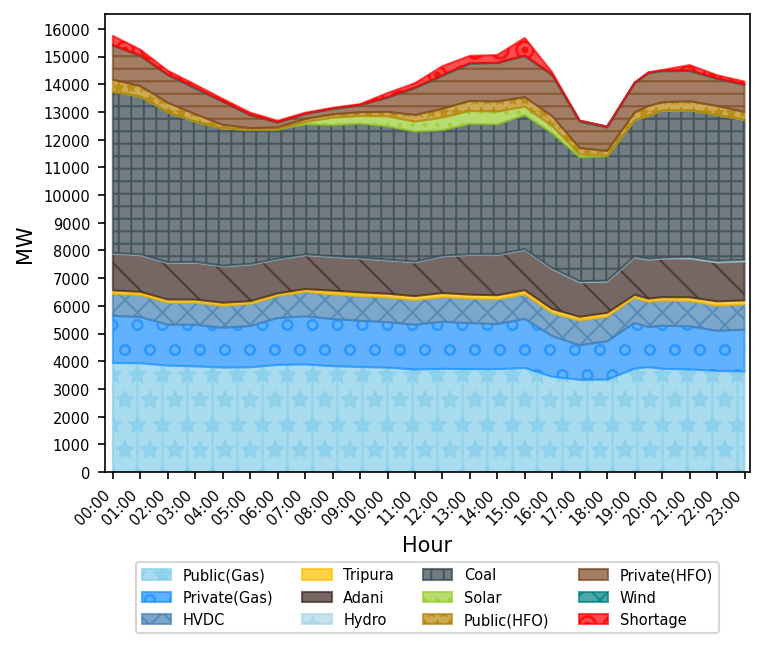 16000
15000
14000
13000
12000
11000
10000
9000
8000
7000
6000
5000
4000
3000
2000
1000
0
MW
00:00 01:00 02:00 03:00 04:00 05:00 06:00 07:00 08:00 09:00 10:00 11:00 12:00 13:00 14:00 15:00 16:00 17:00 18:00 19:00 20:00 21:00 22:00 23:00
Hour
Public(Gas) Tripura Coal Private(HFO)
Private(Gas) Adani Solar Wind
HVDC Hydro Public(HFO) Shortage